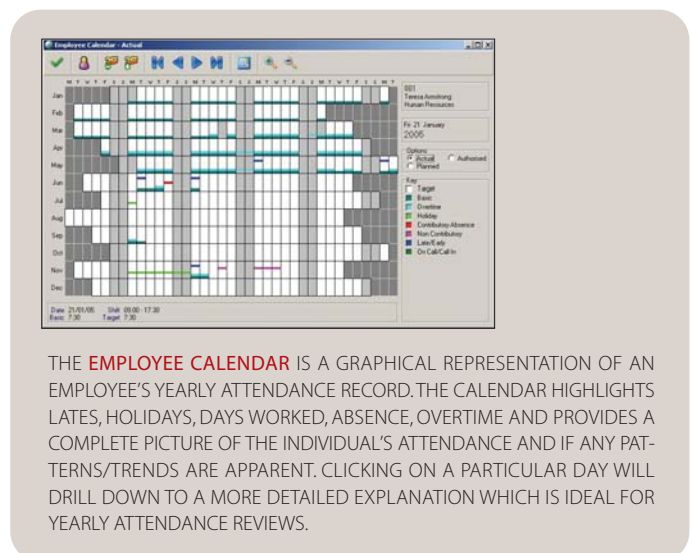 Employee Calendar - Actual
M T W T F S S M T W T F S S M T W T F S S M T W T F S S M T W T F S S M T
Jan
Feb
Mar
Apr
May
Jun
Jul
Aug
Sep
Oct
Nov
Dec
001
Teresa Armstrong
Human Resources
Fri 21 January
2005
Options
Actual Authorised
Planned
Key
Target
Basic
Overtime
Holiday
Contributory Absence
Non Contributory
Late/Early
On Call/Call In
Date 21/01/05 Shift 09.00 - 17.30
Basic 7.30 Target 7.30
THE EMPLOYEE CALENDAR IS A GRAPHICAL REPRESENTATION OF AN
EMPLOYEE'S YEARLY ATTENDANCE RECORD. THE CALENDAR HIGHLIGHTS
LATES, HOLIDAYS, DAYS WORKED, ABSENCE, OVERTIME AND PROVIDES A
COMPLETE PICTURE OF THE INDIVIDUAL'S ATTENDANCE AND IF ANY PAT-
TERNS/TRENDS ARE APPARENT. CLICKING ON A PARTICULAR DAY WILL
DRILL DOWN TO A MORE DETAILED EXPLANATION WHICH IS IDEAL FOR
YEARLY ATTENDANCE REVIEWS.